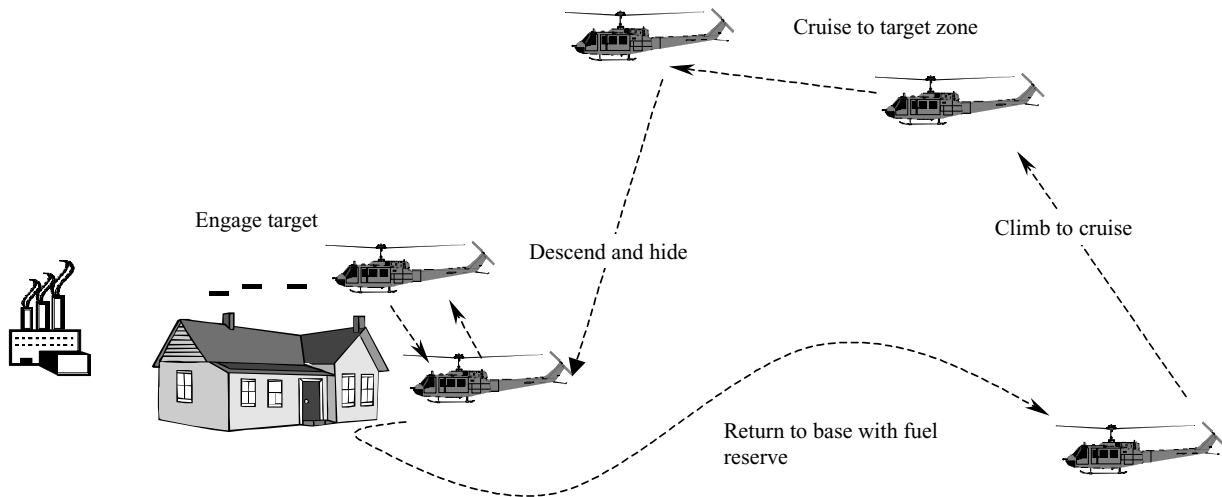 Cruise to target zone
Engage target
Climb to cruise
Descend and hide
Return to base with fuel
reserve